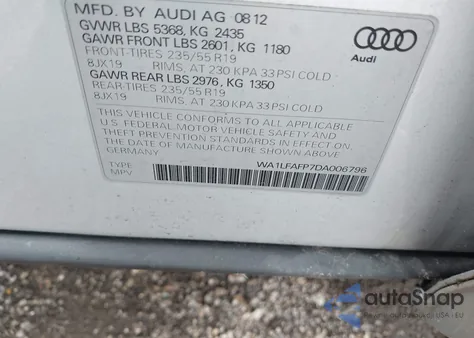 MFD. BY AUDI AG 08 12
GVWR LBS 5368, KG 2435
GAWR FRONT LBS 2601, KG 1180
FRONT-TIRES 235/55 R19
8JX19 RIMS, AT 230 KPA 33 PSI COLD
GAWR REAR LBS 2976, KG 1350
REAR-TIRES 235/55 R19
8JX19 RIMS, AT 230 KPA 33 PSI COLD
THIS VEHICLE CONFORMS TO ALL APPLICABLE
U.S. FEDERAL MOTOR VEHICLE SAFETY AND
THEFT PREVENTION STANDARDS IN EFFECT ON
THE DATE OF MANUFACTURE SHOWN ABOVE
GERMANY
TYPE
MPV
WA1LFAFP7DA006796
Audi
autoSnap
USA - EU